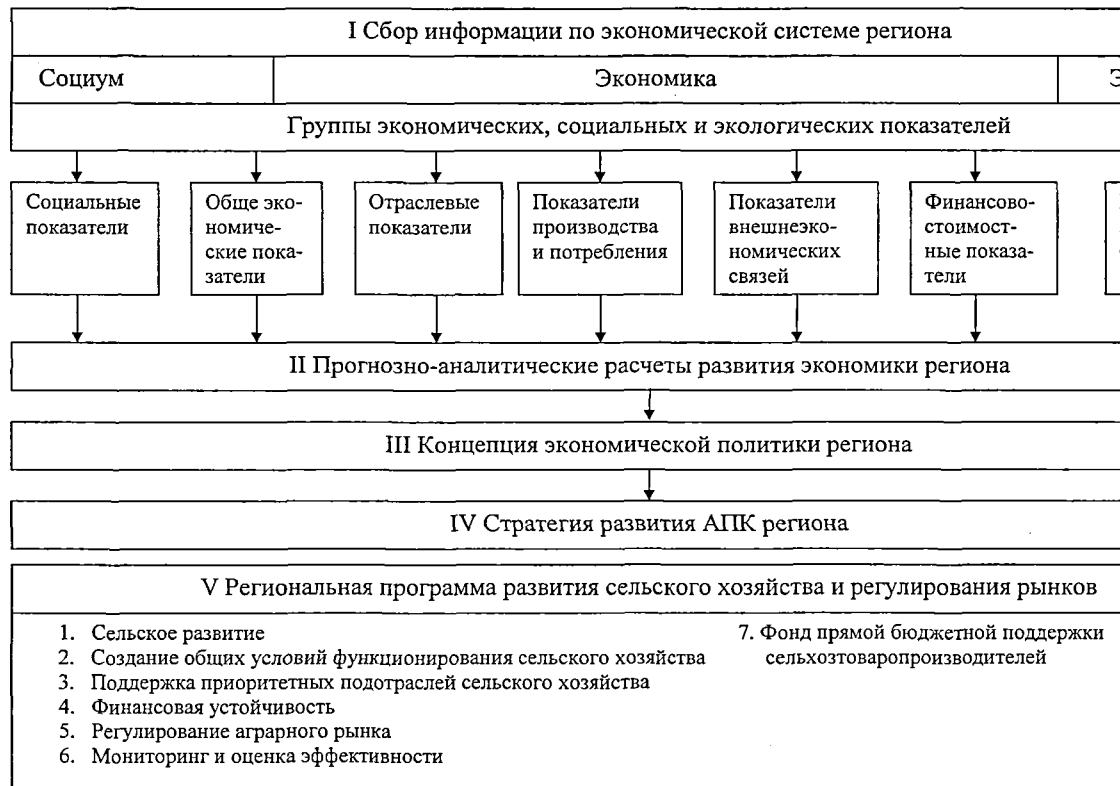 I Сбор информации по экономической системе региона
Социум
Экономика
Группы экономических, социальных и экологических показателей
Социальные
показатели
Обще эко-
номиче-
ские пока-
затели
Отраслевые
показатели
Показатели
производства
и потребления
Показатели
внешнеэко-
номических
связей
Финансово-
стоимост-
ные показа-
тели
II Прогнозно-аналитические расчеты развития экономики региона
III Концепция экономической политики региона
IV Стратегия развития АПК региона
V Региональная программа развития сельского хозяйства и регулирования рынков
1. Сельское развитие
2. Создание общих условий функционирования сельского хозяйства
3. Поддержка приоритетных подотраслей сельского хозяйства
4. Финансовая устойчивость
5. Регулирование аграрного рынка
6. Мониторинг и оценка эффективности
7. Фонд прямой бюджетной поддержки
сельхозтоваропроизводителей